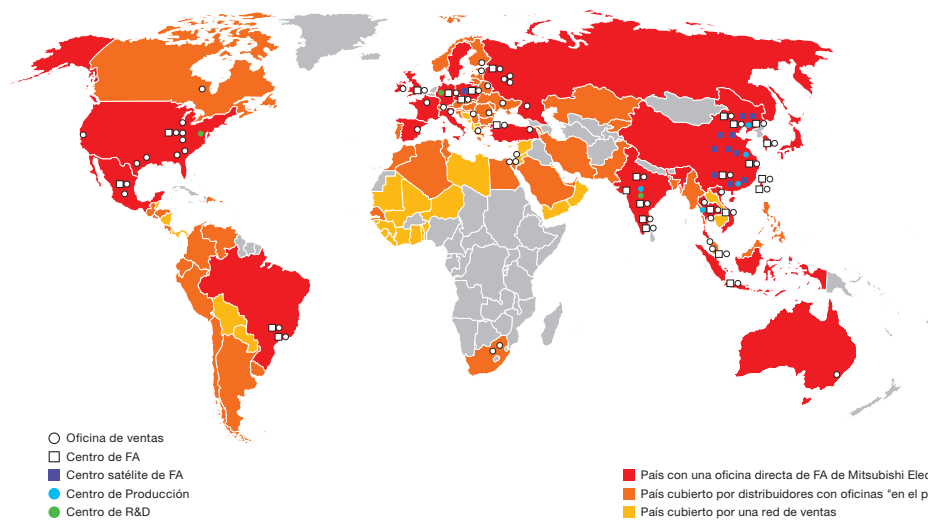 Oficina de ventas
Centro de FA
Centro satélite de FA
Centro de Producción
Centro de R&D
País con una oficina directa de FA de Mitsubishi Elec
País cubierto por distribuidores con oficinas "en el p
País cubierto por una red de ventas